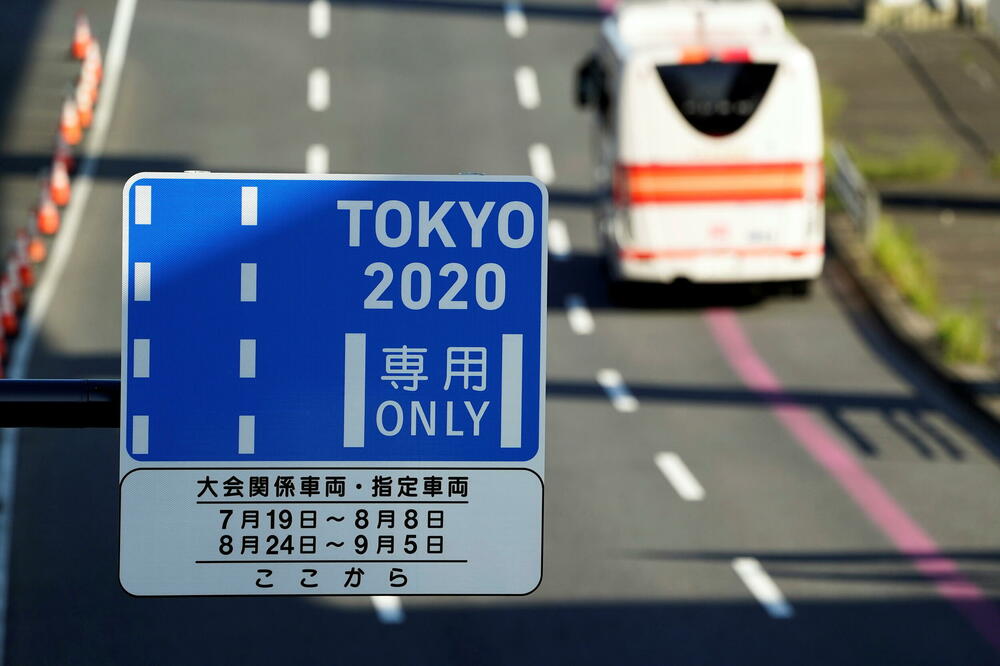 TOKYO
2020
専用
ONLY
大会関係車両・指定車両
7月19日～8月8日
8月24日～9月5日
ここから